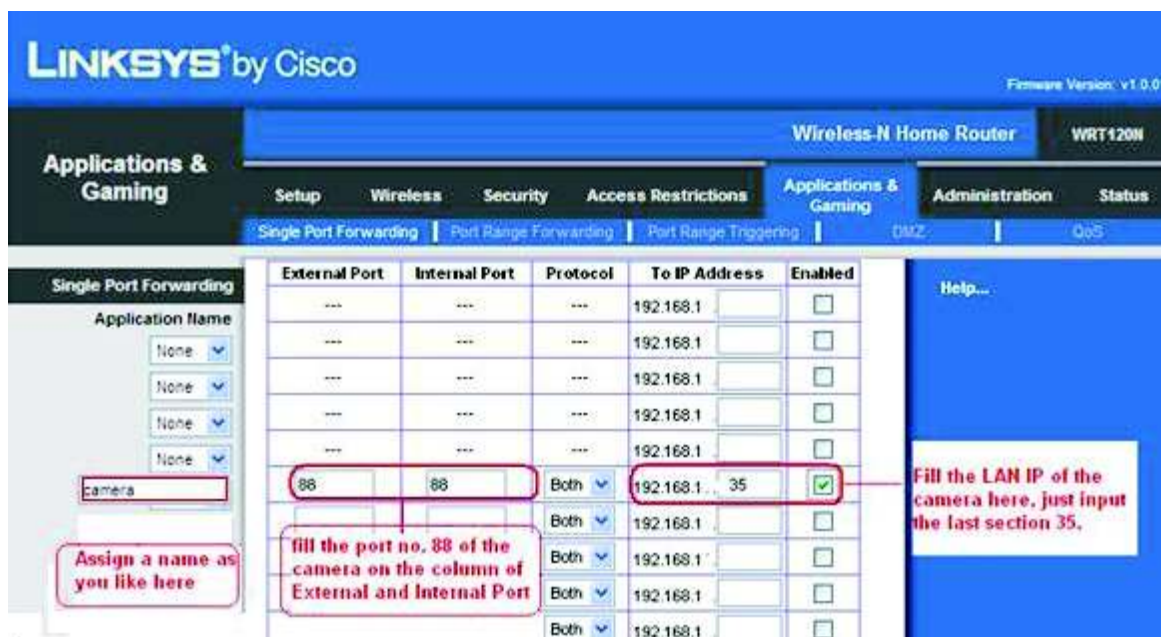 LINKSYS® by Cisco
Firmware Version: v1.0.0
Wireless-N Home Router WRT120N
Applications & Gaming
Setup Wireless Security Access Restrictions Applications & Gaming Administration Status
Single Port Forwarding Port Range Forwarding Port Range Triggering DMZ QoS
Single Port Forwarding
Application Name
External Port Internal Port Protocol To IP Address Enabled
Help...
--- --- --- 192.168.1 .
None --- --- --- 192.168.1
None --- --- --- 192.168.1 .
None --- --- --- 192.168.1 .
None --- --- --- 192.168.1
camera 88 88 Both 192.168.1 . 35
Both 192.168.1 .
Both 192.168.1
Both 192.168.1
Both 192.168.1
Assign a name as
you like here
fill the port no. 88 of the
camera on the column of
External and Internal Port
Fill the LAN IP of the
camera here, just input
the last section 35.